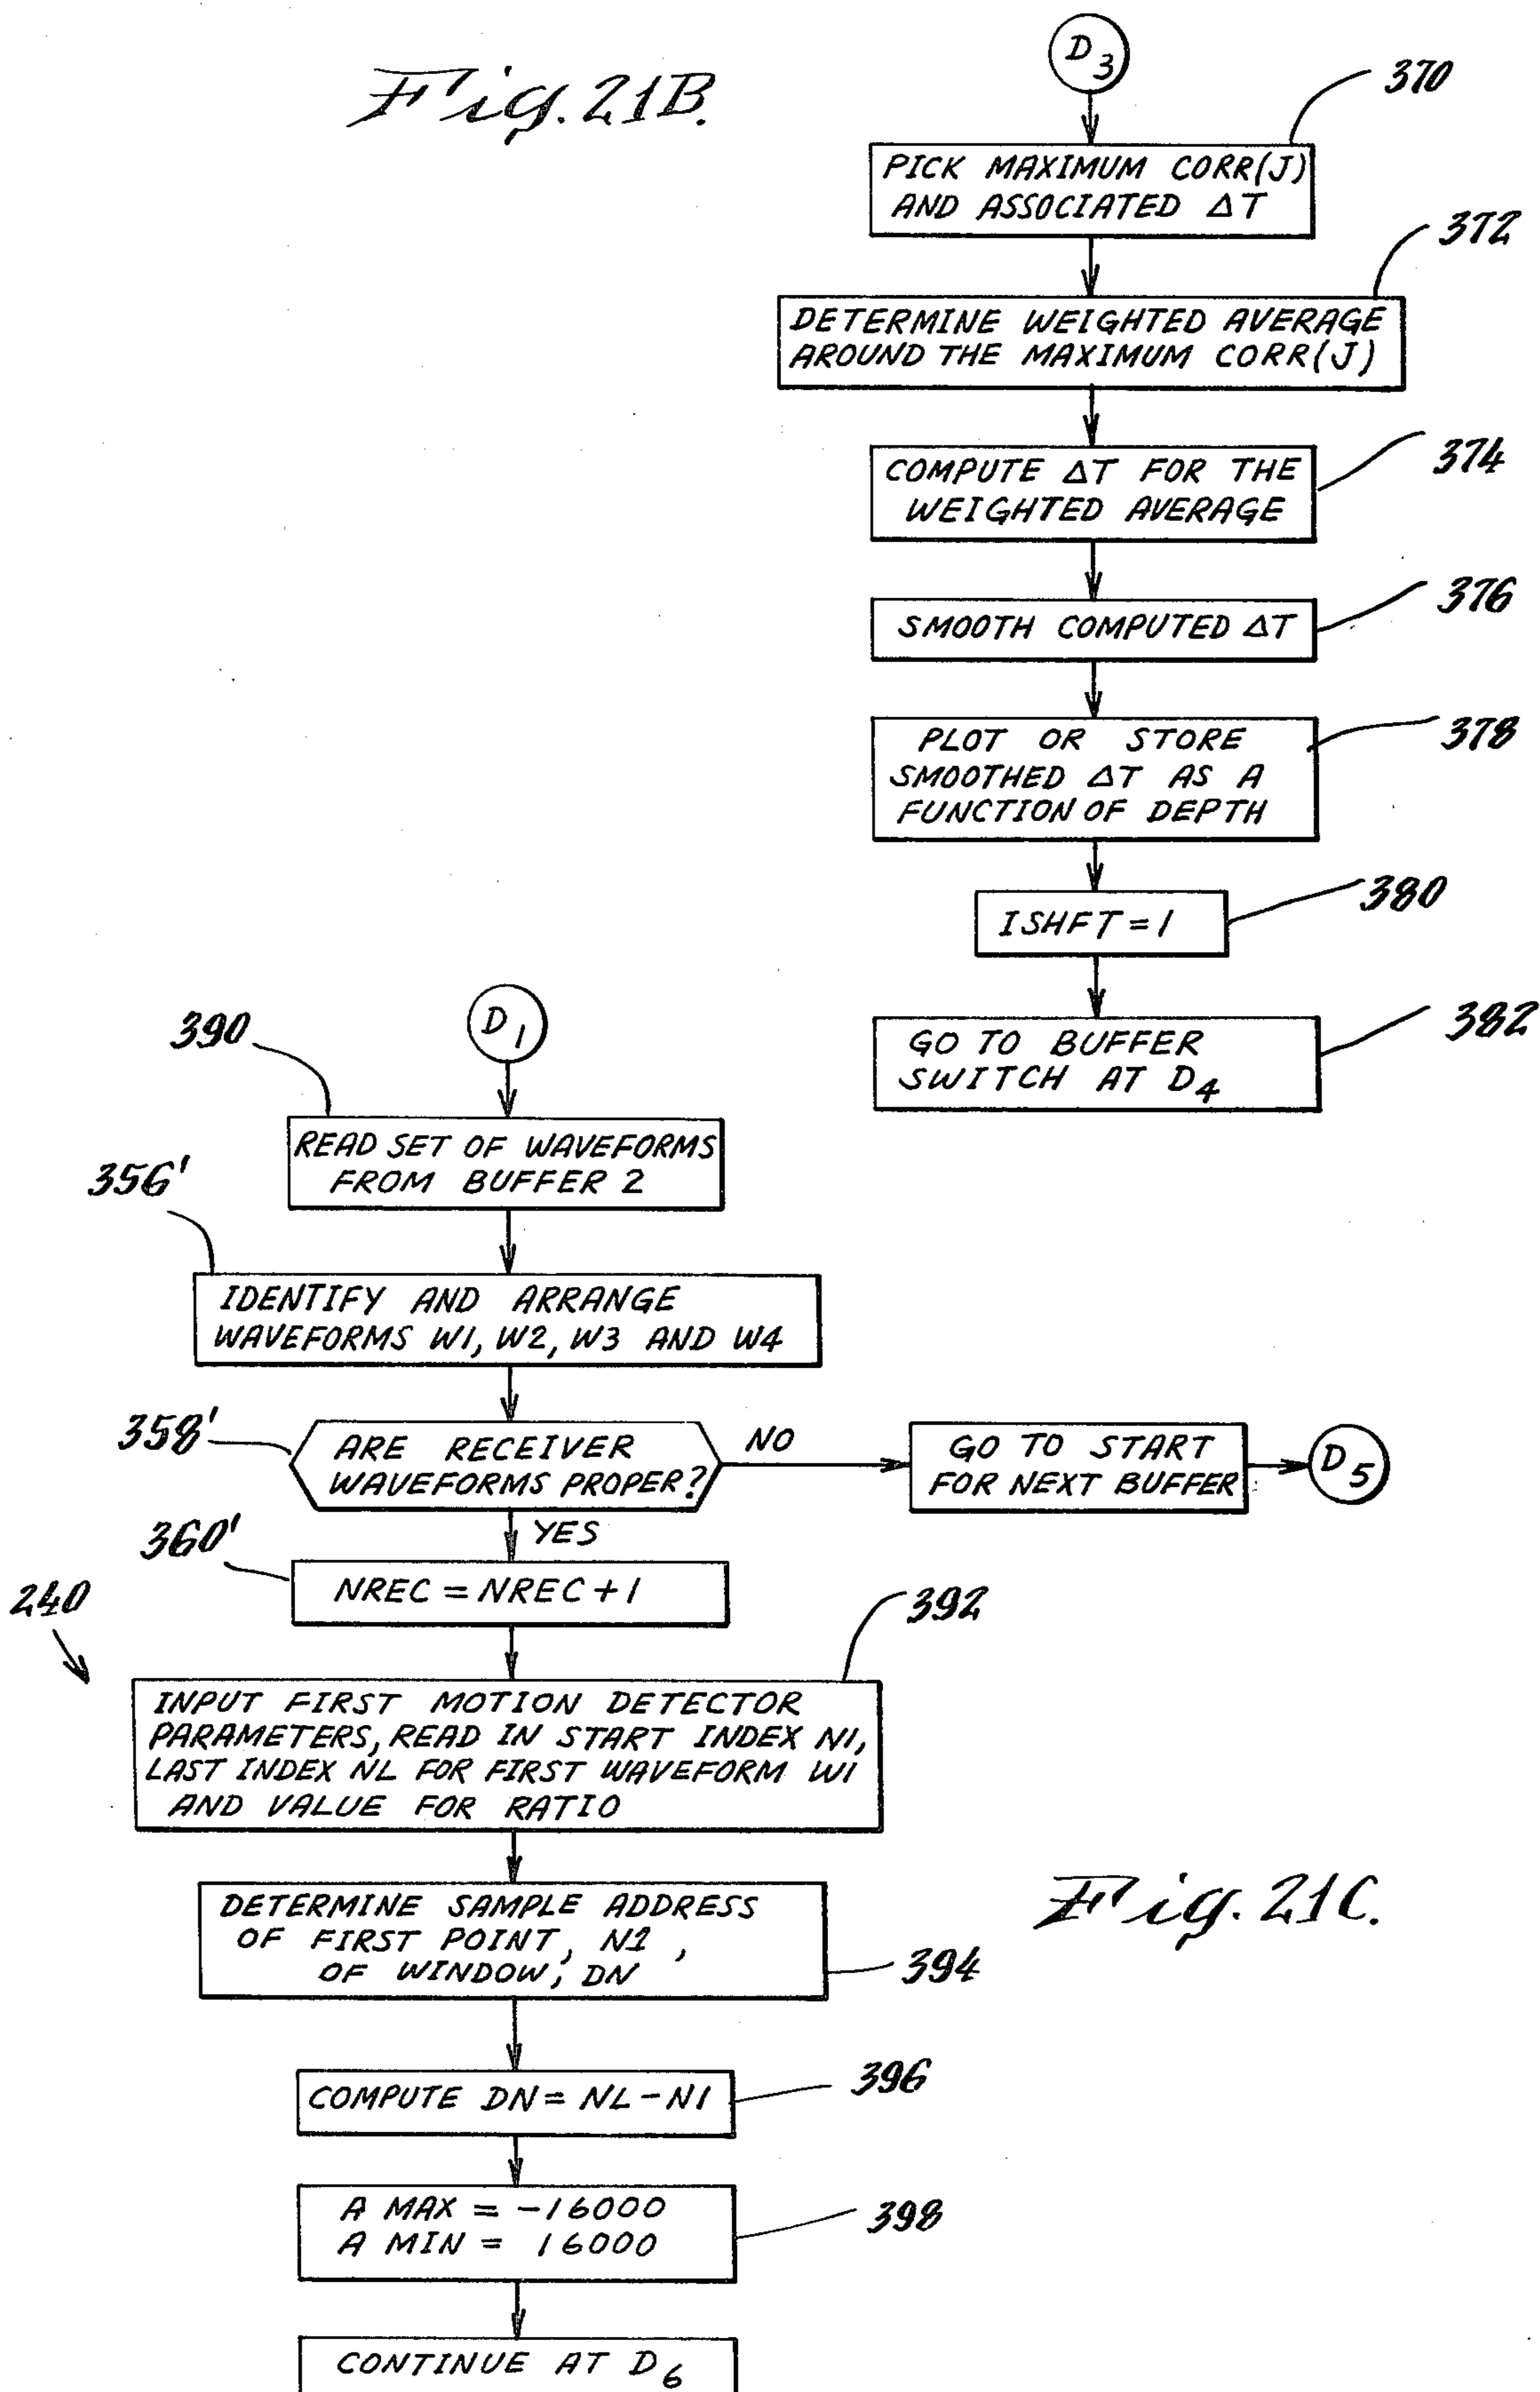 Fig. 21B.
D3
370
PICK MAXIMUM CORR(J)
AND ASSOCIATED ΔT
372
DETERMINE WEIGHTED AVERAGE
AROUND THE MAXIMUM CORR(J)
374
COMPUTE ΔT FOR THE
WEIGHTED AVERAGE
376
SMOOTH COMPUTED ΔT
378
PLOT OR STORE
SMOOTHED ΔT AS A
FUNCTION OF DEPTH
380
ISHFT = 1
382
GO TO BUFFER
SWITCH AT D4
D1
390
READ SET OF WAVEFORMS
FROM BUFFER 2
356'
IDENTIFY AND ARRANGE
WAVEFORMS W1, W2, W3 AND W4
358'
ARE RECEIVER
WAVEFORMS PROPER?
NO
GO TO START
FOR NEXT BUFFER
D5
YES
360'
NREC = NREC + 1
240
392
INPUT FIRST MOTION DETECTOR
PARAMETERS, READ IN START INDEX N1,
LAST INDEX NL FOR FIRST WAVEFORM W1
AND VALUE FOR RATIO
DETERMINE SAMPLE ADDRESS
OF FIRST POINT, N1,
OF WINDOW, DN
394
Fig. 21C.
COMPUTE DN = NL - N1
396
A MAX = -16000
A MIN = 16000
398
CONTINUE AT D6